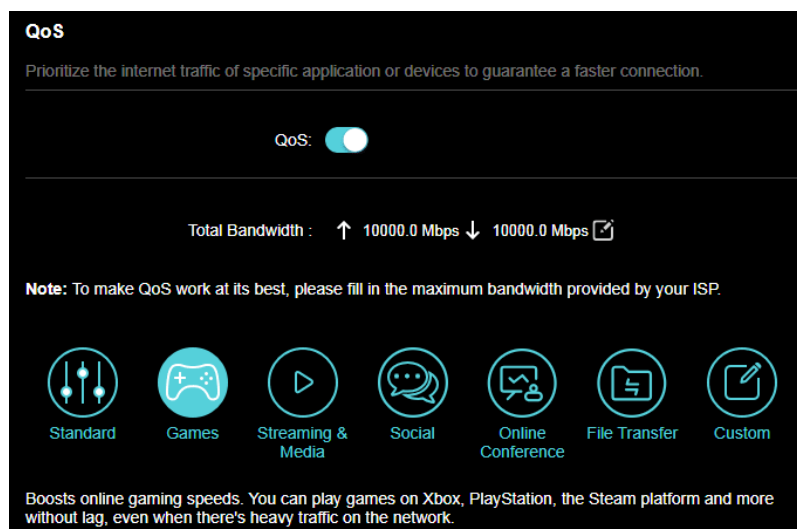 QoS
Prioritize the internet traffic of specific application or devices to guarantee a faster connection.
QoS:
Total Bandwidth : ↑ 10000.0 Mbps ↓ 10000.0 Mbps
Note: To make QoS work at its best, please fill in the maximum bandwidth provided by your ISP.
Standard Games Streaming & Media Social Online Conference File Transfer Custom
Boosts online gaming speeds. You can play games on Xbox, PlayStation, the Steam platform and more
without lag, even when there's heavy traffic on the network.